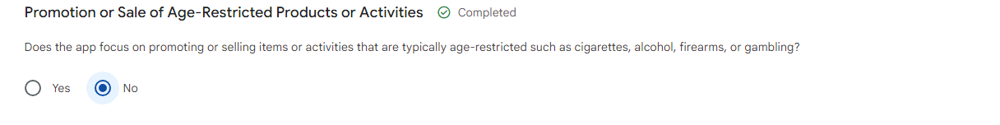 Promotion or Sale of Age-Restricted Products or Activities Completed
Does the app focus on promoting or selling items or activities that are typically age-restricted such as cigarettes, alcohol, firearms, or gambling?
Yes No